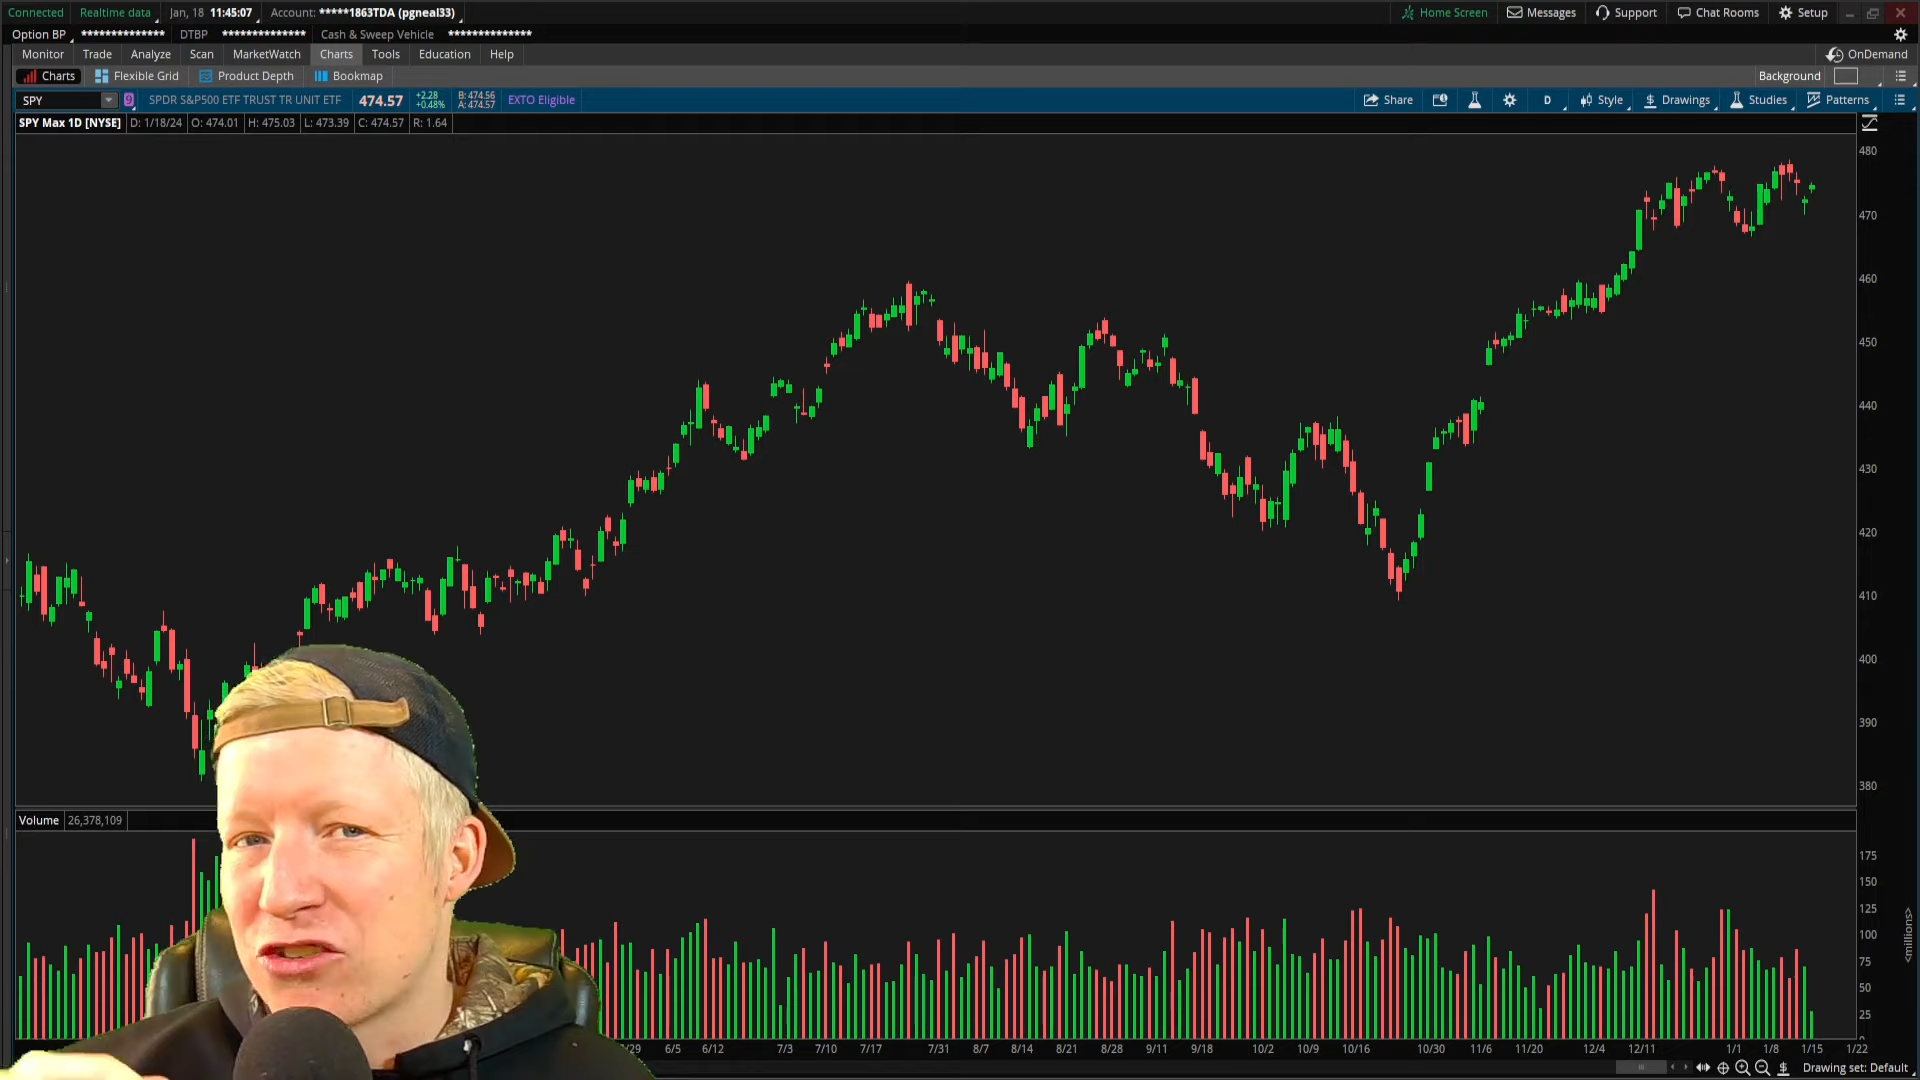 Connected Realtime data Jan, 18 11:45:07 Account: *****1863TDA (pgneal33) Home Screen Messages Support Chat Rooms Setup
Option BP ************** DTBP ************** Cash & Sweep Vehicle **************
Monitor Trade Analyze Scan MarketWatch Charts Tools Education Help OnDemand
Charts Flexible Grid Product Depth Bookmap Background
SPY 9 SPDR S&P500 ETF TRUST TR UNIT ETF 474.57 +2.28 +0.48% B: 474.56 A: 474.57 EXTO Eligible Share D Style Drawings Studies Patterns
SPY Max 1D [NYSE] D: 1/18/24 O: 474.01 H: 475.03 L: 473.39 C: 474.57 R: 1.64
480
470
460
450
440
430
420
410
400
390
380
Volume 26,378,109
175
150
125
100
75
50
25
<millions>
/29 6/5 6/12 7/3 7/10 7/17 7/31 8/7 8/14 8/21 8/28 9/11 9/18 10/2 10/9 10/16 10/30 11/6 11/20 12/4 12/11 1/1 1/8 1/15 1/22
Drawing set: Default